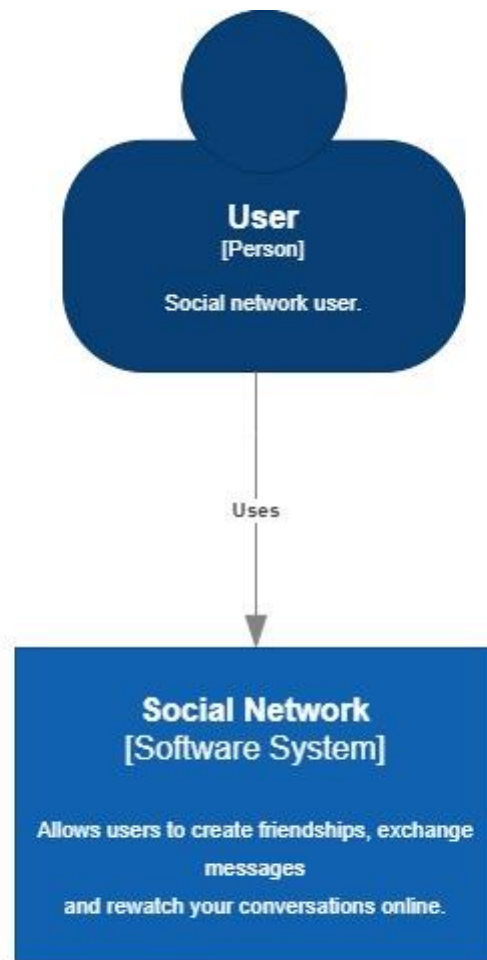 User
[Person]
Social network user.
Uses
Social Network
[Software System]
Allows users to create friendships, exchange
messages
and rewatch your conversations online.